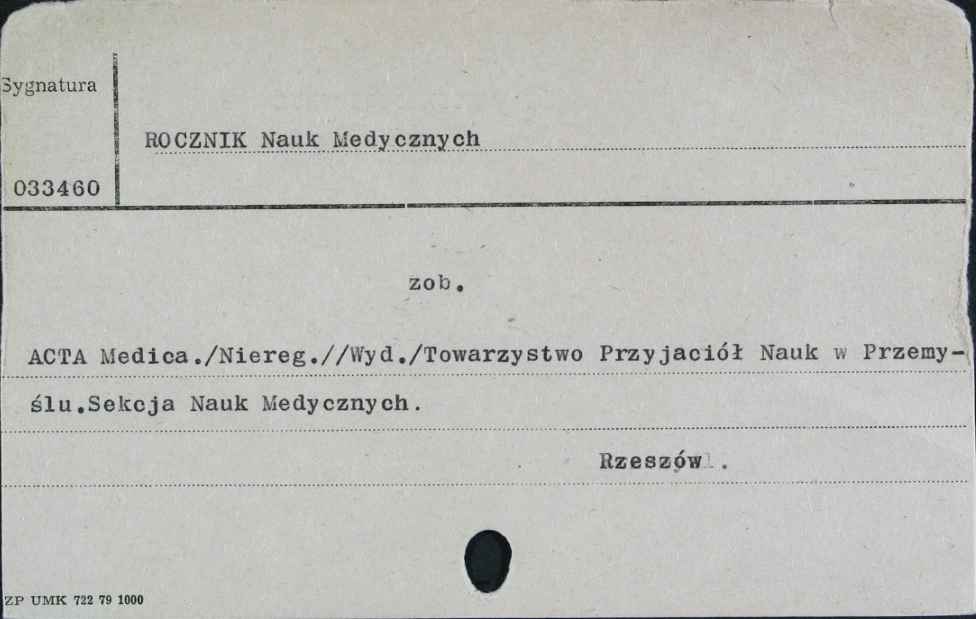 Sygnatura
ROCZNIK Nauk Medycznych
033460
zob.
ACTA Medica./Niereg.//Wyd./Towarzystwo Przyjaciół Nauk w Przemy-
ślu.Sekcja Nauk Medycznych.
Rzeszów .
ZP UMK 722 79 1000